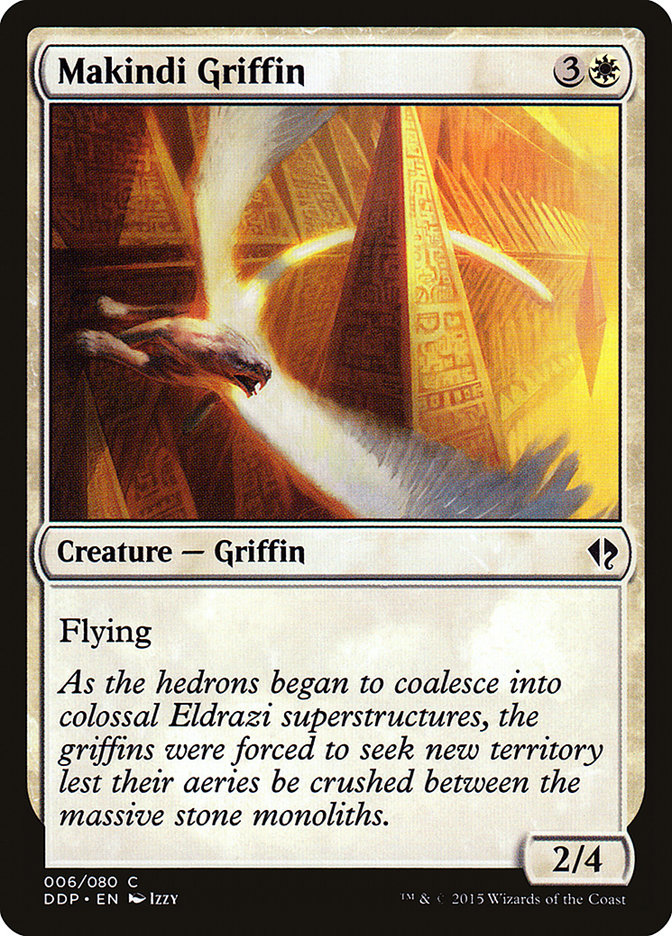 Makindi Griffin 3
Creature — Griffin
Flying
As the hedrons began to coalesce into
colossal Eldrazi superstructures, the
griffins were forced to seek new territory
lest their aeries be crushed between the
massive stone monoliths.
2/4
006/080 C
DDP • EN Izzy
™ & © 2015 Wizards of the Coast